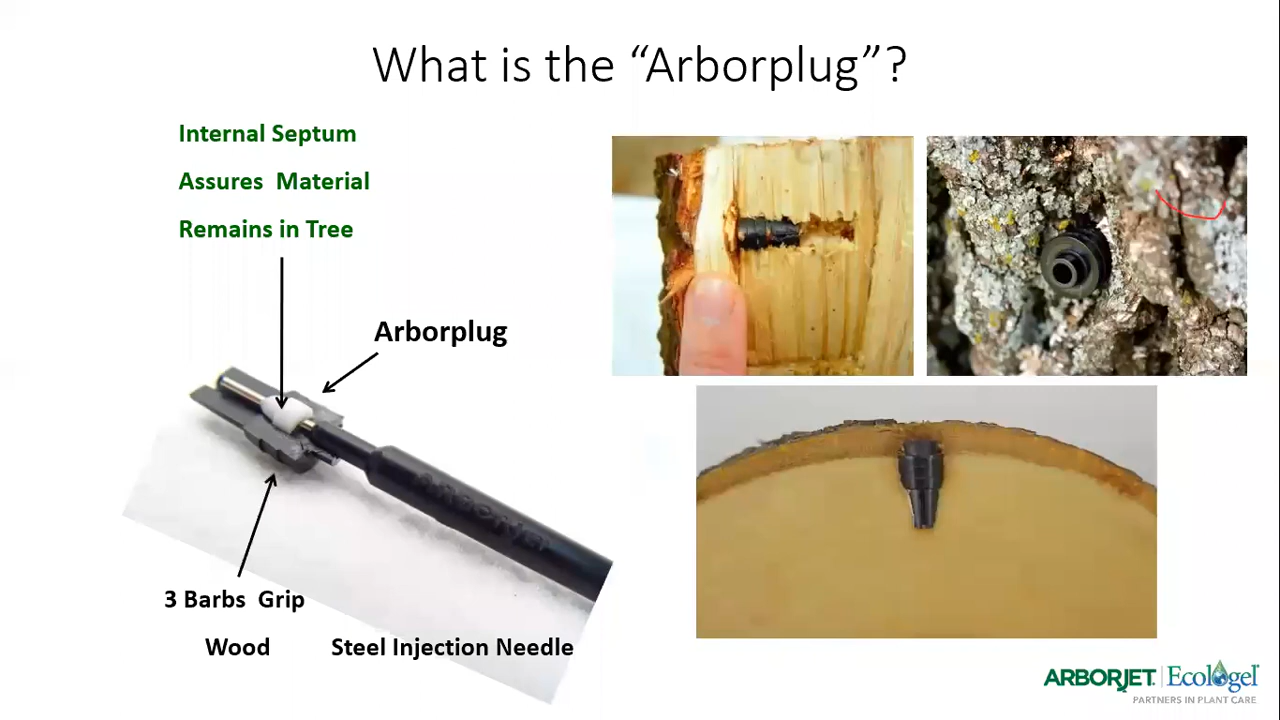 What is the “Arborplug”?
Internal Septum
Assures Material
Remains in Tree
Arborplug
ARBORJET
3 Barbs Grip
Wood
Steel Injection Needle
ARBORJET | Ecologel
PARTNERS IN PLANT CARE